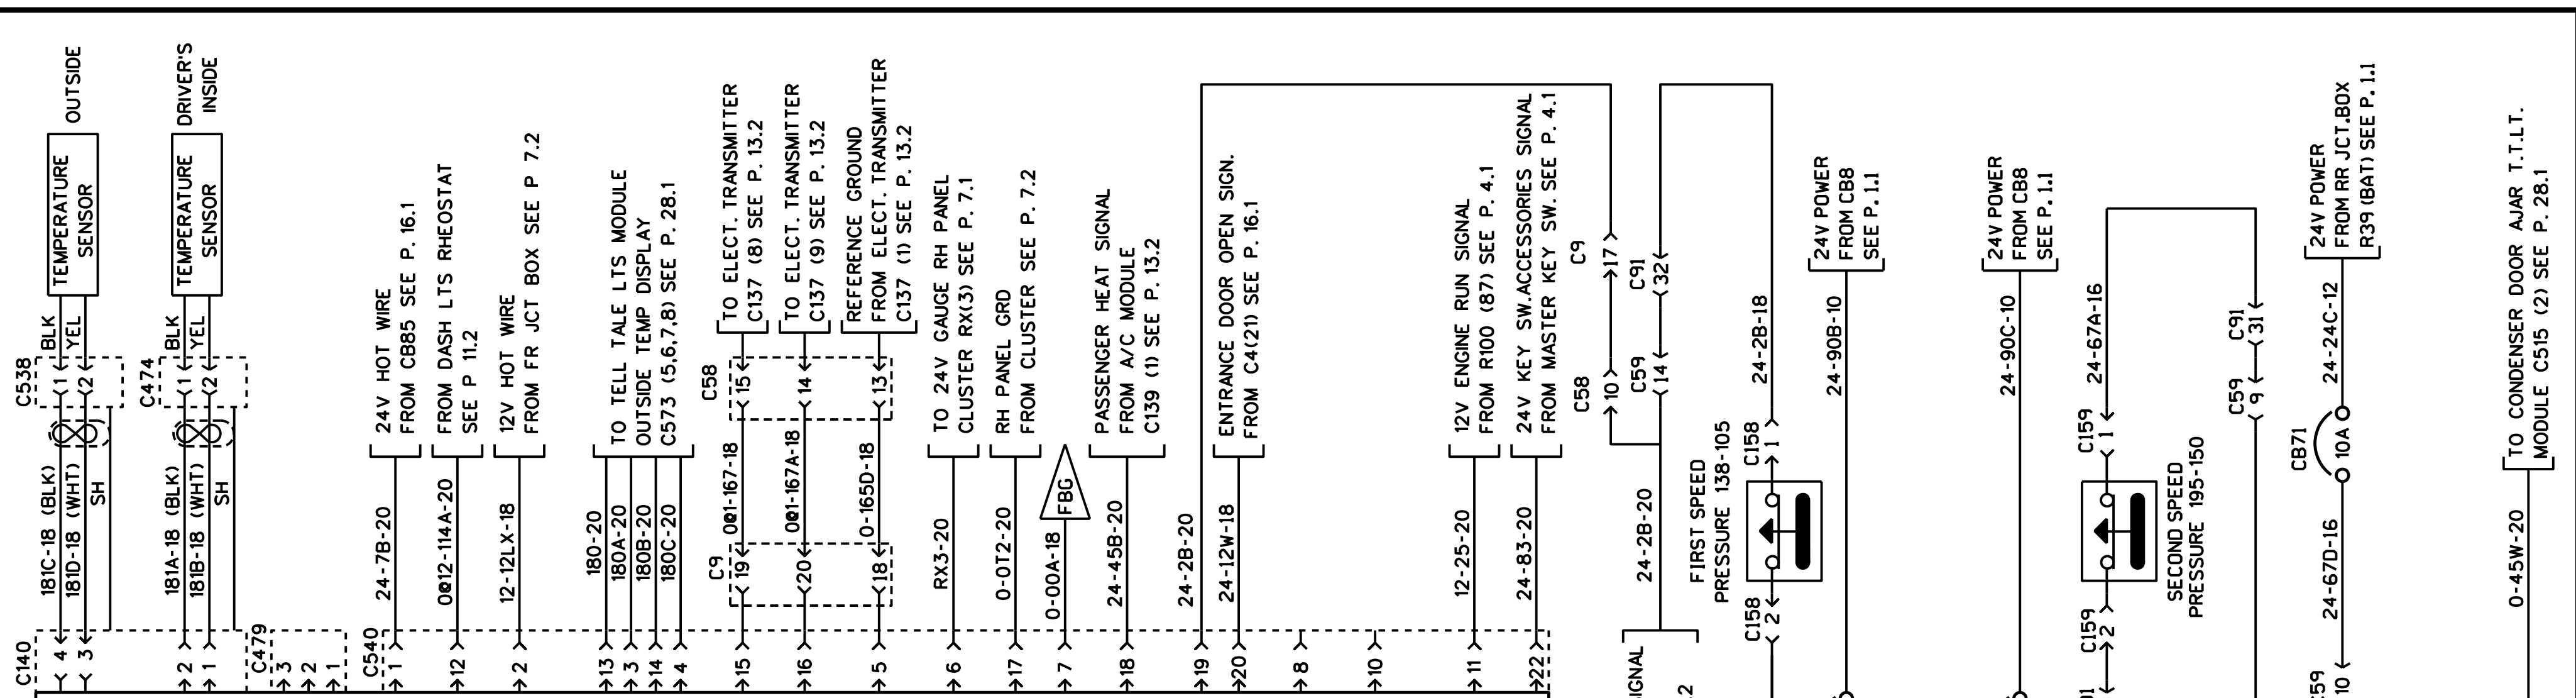 OUTSIDE
TEMPERATURE
SENSOR
BLK
YEL
C538
1
2
181C-18 (BLK)
181D-18 (WHT)
SH
C140
4
3
DRIVER'S
INSIDE
TEMPERATURE
SENSOR
BLK
YEL
C474
1
2
181A-18 (BLK)
181B-18 (WHT)
SH
2
1
C479
3
2
1
C540
24V HOT WIRE
FROM CB85 SEE P. 16.1
24-7B-20
1
FROM DASH LTS RHEOSTAT
SEE P 11.2
12-114A-20
12
12V HOT WIRE
FROM FR JCT BOX SEE P 7.2
12-12LX-18
2
TO TELL TALE LTS MODULE
OUTSIDE TEMP DISPLAY
C573 (5,6,7,8) SEE P. 28.1
180-20
180A-20
180B-20
180C-20
13
3
14
4
TO ELECT. TRANSMITTER
C137 (8) SEE P. 13.2
TO ELECT. TRANSMITTER
C137 (9) SEE P. 13.2
REFERENCE GROUND
FROM ELECT. TRANSMITTER
C137 (1) SEE P. 13.2
C58
15
14
13
-167-18
-167A-18
0-165D-18
C9
19
20
18
15
16
5
TO 24V GAUGE RH PANEL
CLUSTER RX(3) SEE P. 7.1
RX3-20
6
RH PANEL GRD
FROM CLUSTER SEE P. 7.2
0-0T2-20
17
FBG
0-00A-18
7
PASSENGER HEAT SIGNAL
FROM A/C MODULE
C139 (1) SEE P. 13.2
24-45B-20
18
24-2B-20
19
ENTRANCE DOOR OPEN SIGN.
FROM C4(21) SEE P. 16.1
24-12W-18
20
8
10
12V ENGINE RUN SIGNAL
FROM R100 (87) SEE P. 4.1
12-25-20
11
24V KEY SW.ACCESSORIES SIGNAL
FROM MASTER KEY SW. SEE P. 4.1
24-83-20
22
C9
17
C58
10
C91
32
C59
14
24-2B-20
IGNAL
2
FIRST SPEED
PRESSURE 138-105
24-2B-18
C158
1
C158
2
24V POWER
FROM CB8
SEE P. 1.1
24-90B-10
24V POWER
FROM CB8
SEE P. 1.1
24-90C-10
24-67A-16
C159
1
C159
2
SECOND SPEED
PRESSURE 195-150
C91
31
C59
9
24V POWER
FROM RR JCT.BOX
R39 (BAT) SEE P. 1.1
24-24C-12
CB71
10A
24-67D-16
10
TO CONDENSER DOOR AJAR T.T.LT.
MODULE C515 (2) SEE P. 28.1
0-45W-20